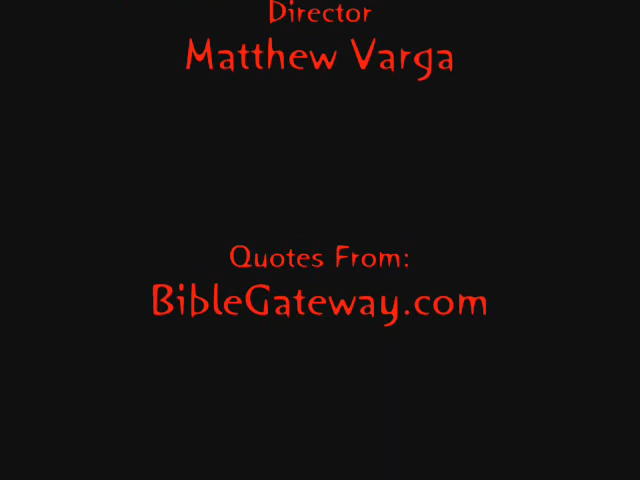 Director
Matthew Varga
Quotes From:
BibleGateway.com